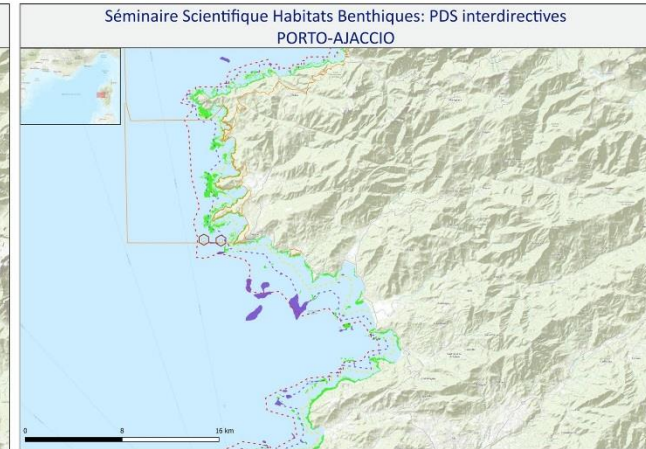 Séminaire Scientifique Habitats Benthiques: PDS interdirectives
PORTO-AJACCIO
0 8 16 km